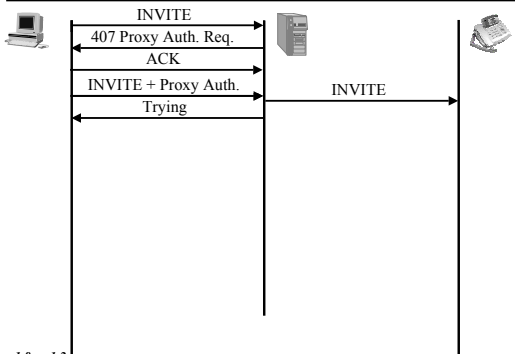 INVITE
407 Proxy Auth. Req.
ACK
INVITE + Proxy Auth.
INVITE
Trying